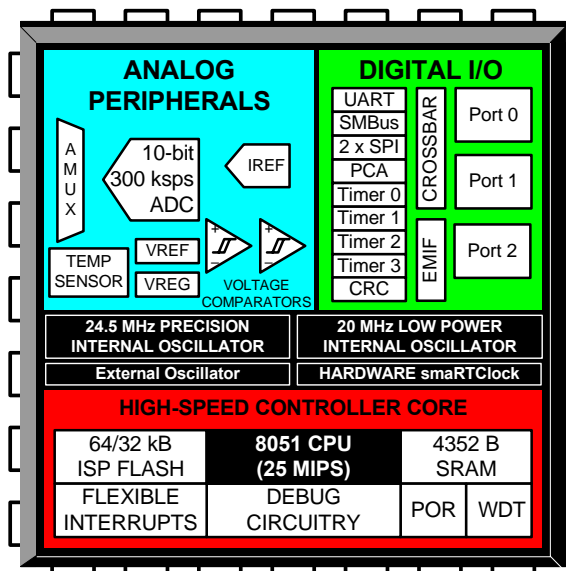 ANALOG
PERIPHERALS
A
M
U
X
10-bit
300 ksps
ADC
IREF
TEMP
SENSOR
VREF
VREG
+
–
+
–
VOLTAGE
COMPARATORS
DIGITAL I/O
UART
SMBus
2 x SPI
PCA
Timer 0
Timer 1
Timer 2
Timer 3
CRC
CROSSBAR
EMIF
Port 0
Port 1
Port 2
24.5 MHz PRECISION
INTERNAL OSCILLATOR
20 MHz LOW POWER
INTERNAL OSCILLATOR
External Oscillator
HARDWARE smaRTClock
HIGH-SPEED CONTROLLER CORE
64/32 kB
ISP FLASH
8051 CPU
(25 MIPS)
4352 B
SRAM
FLEXIBLE
INTERRUPTS
DEBUG
CIRCUITRY
POR
WDT